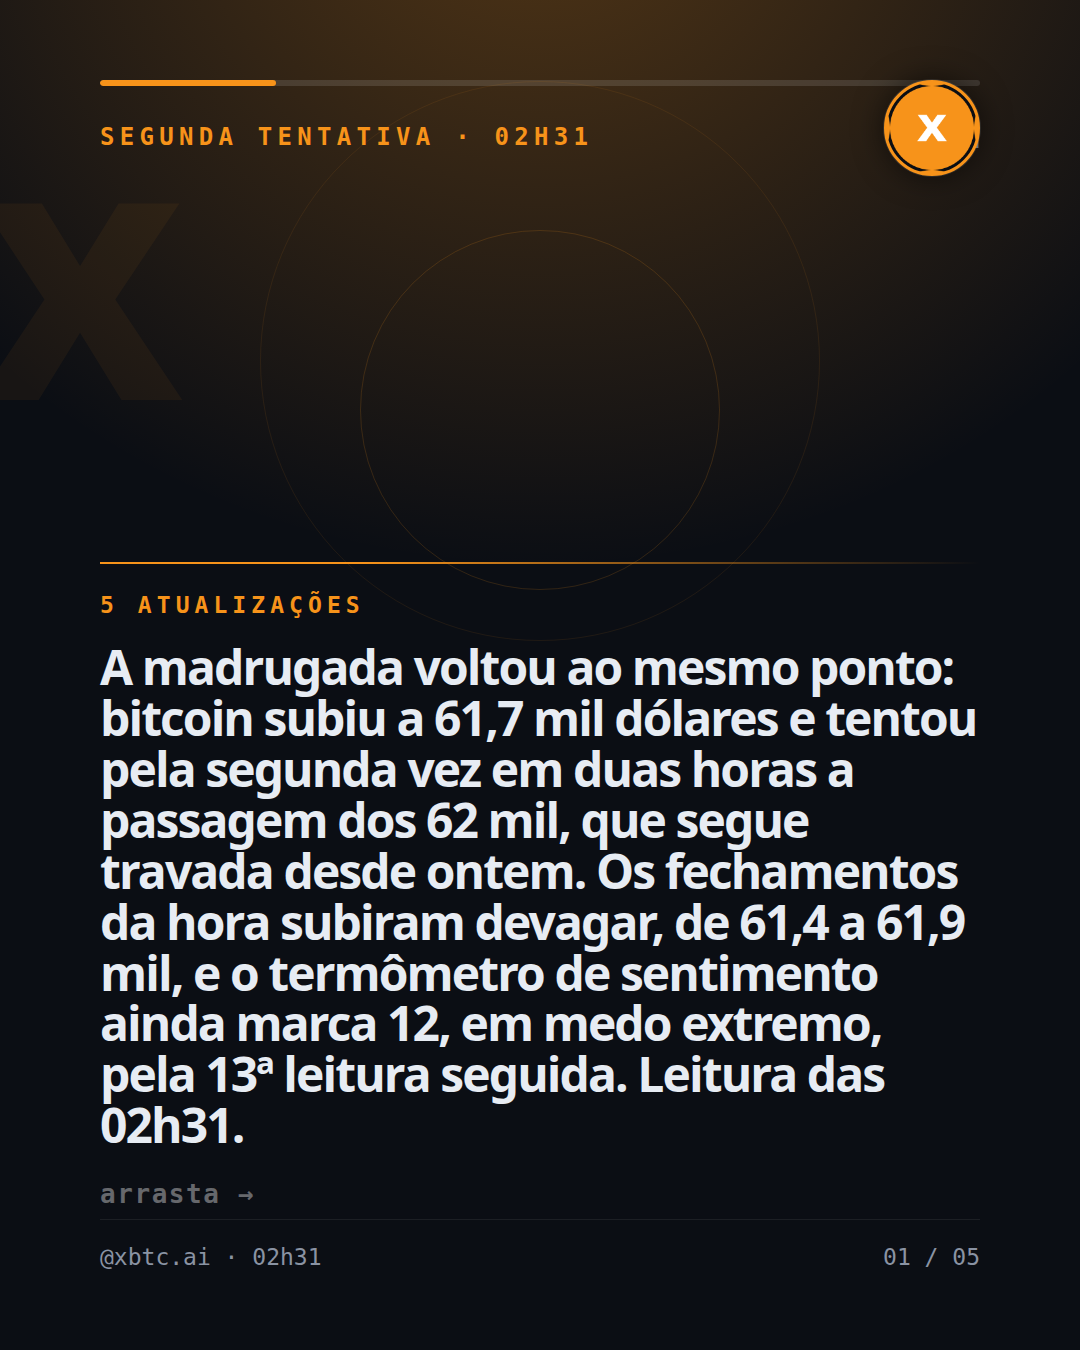 SEGUNDA TENTATIVA · 02H31
x
x
5 ATUALIZAÇÕES
A madrugada voltou ao mesmo ponto:
bitcoin subiu a 61,7 mil dólares e tentou
pela segunda vez em duas horas a
passagem dos 62 mil, que segue
travada desde ontem. Os fechamentos
da hora subiram devagar, de 61,4 a 61,9
mil, e o termômetro de sentimento
ainda marca 12, em medo extremo,
pela 13ª leitura seguida. Leitura das
02h31.
arrasta →
@xbtc.ai · 02h31
01 / 05